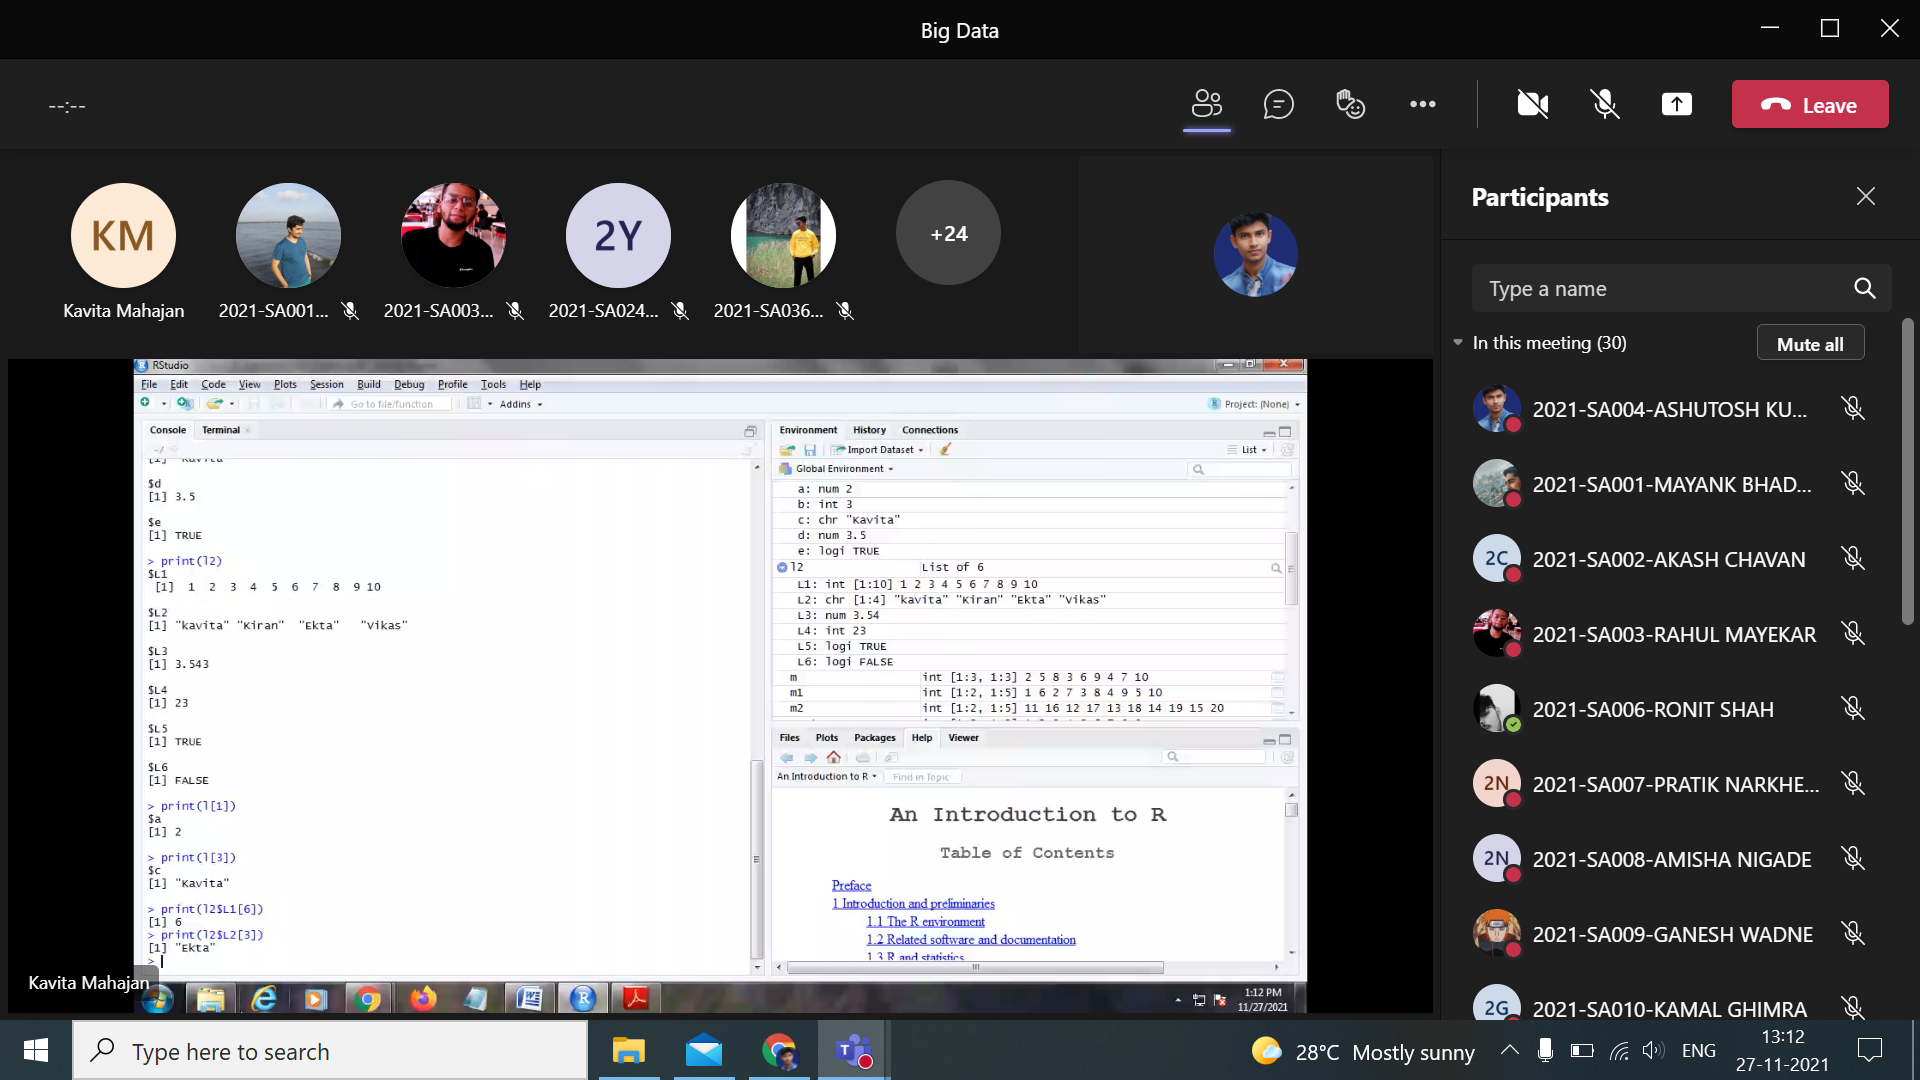 Big Data
--:--
Leave
KM
2Y
+24
Kavita Mahajan
2021-SA001...
2021-SA003...
2021-SA024...
2021-SA036...
Participants
Type a name
In this meeting (30)
Mute all
2021-SA004-ASHUTOSH KU...
2021-SA001-MAYANK BHAD...
2C
2021-SA002-AKASH CHAVAN
2021-SA003-RAHUL MAYEKAR
2021-SA006-RONIT SHAH
2N
2021-SA007-PRATIK NARKHE...
2N
2021-SA008-AMISHA NIGADE
2021-SA009-GANESH WADNE
2G
2021-SA010-KAMAL GHIMRA
RStudio
File Edit Code View Plots Session Build Debug Profile Tools Help
Go to file/function
Addins
Project: (None)
Console Terminal
~/
[1] "Kavita"
$d
[1] 3.5
$e
[1] TRUE
> print(l2)
$L1
[1] 1 2 3 4 5 6 7 8 9 10
$L2
[1] "kavita" "Kiran" "Ekta" "Vikas"
$L3
[1] 3.543
$L4
[1] 23
$L5
[1] TRUE
$L6
[1] FALSE
> print(l[1])
$a
[1] 2
> print(l[3])
$c
[1] "Kavita"
> print(l2$L1[6])
[1] 6
> print(l2$L2[3])
[1] "Ekta"
>
Environment History Connections
Import Dataset
List
Global Environment
a: num 2
b: int 3
c: chr "Kavita"
d: num 3.5
e: logi TRUE
l2 List of 6
L1: int [1:10] 1 2 3 4 5 6 7 8 9 10
L2: chr [1:4] "kavita" "Kiran" "Ekta" "Vikas"
L3: num 3.54
L4: int 23
L5: logi TRUE
L6: logi FALSE
m int [1:3, 1:3] 2 5 8 3 6 9 4 7 10
m1 int [1:2, 1:5] 1 6 2 7 3 8 4 9 5 10
m2 int [1:2, 1:5] 11 16 12 17 13 18 14 19 15 20
Files Plots Packages Help Viewer
An Introduction to R
Find in Topic
An Introduction to R
Table of Contents
Preface
1 Introduction and preliminaries
1.1 The R environment
1.2 Related software and documentation
1.3 R and statistics
Kavita Mahajan
1:12 PM
11/27/2021
Type here to search
28°C Mostly sunny
ENG
13:12
27-11-2021